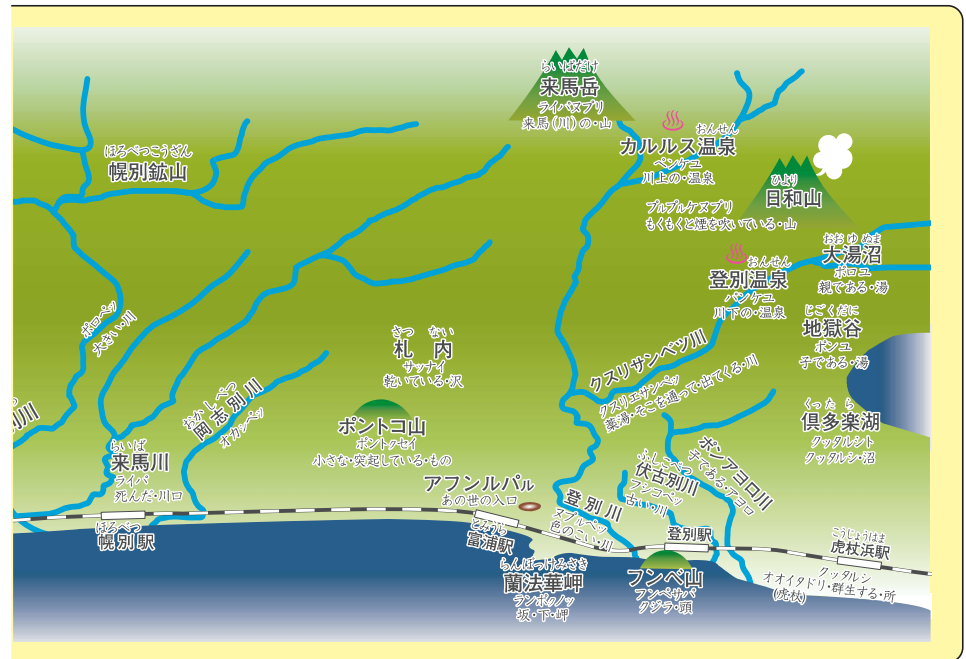 らいばだけ
来馬岳
ライバヌプリ
来馬(川)の・山
おんせん
カルルス温泉
ペンケユ
川上の・温泉
ほろべつこうざん
幌別鉱山
ひより
日和山
プルプルケヌプリ
もくもくと煙を吹いている・山
おおゆぬま
大湯沼
ポロユ
親である・湯
おんせん
登別温泉
パンケユ
川下の・温泉
じごくだに
地獄谷
ポンユ
子である・湯
ポロペッ
大きい・川
さつ ない
札 内
サッナイ
乾いている・沢
クスリサンベツ川
クスリエサンペッ
薬湯・そこを通って・出てくる・川
くったら
倶多楽湖
クッタルシト
クッタルシ・沼
別川
おかしべつ
岡志別川
オカシペッ
ポントコ山
ポントㇰセイ
小さな・突起している・もの
らいば
来馬川
ライバ
死んだ・川口
ふしこべつ
伏古別川
フシコペッ
古い・川
ポンアヨロ川
子である・アヨロ
アフンルパㇽ
あの世の入口
登別川
ヌプルペッ
色のこい・川
ほろべつ
幌別駅
とみうら
富浦駅
登別駅
こじょうはま
虎杖浜駅
クッタルシ
オオイタドリ・群生する・所
(虎杖)
らんぼっけみさき
蘭法華岬
ランポㇰノッ
坂・下・岬
フンベ山
フンペサパ
クジラ・頭